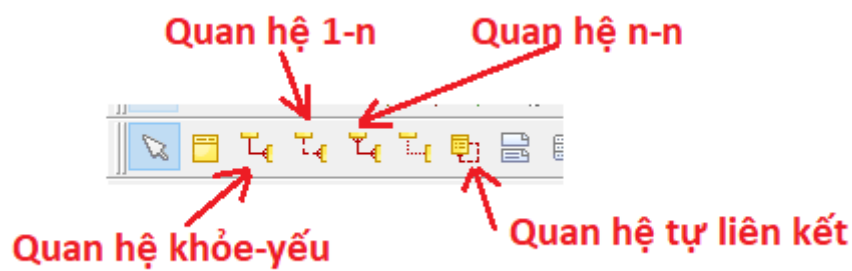 Quan hệ 1-n
Quan hệ n-n
Quan hệ khỏe-yếu
Quan hệ tự liên kết